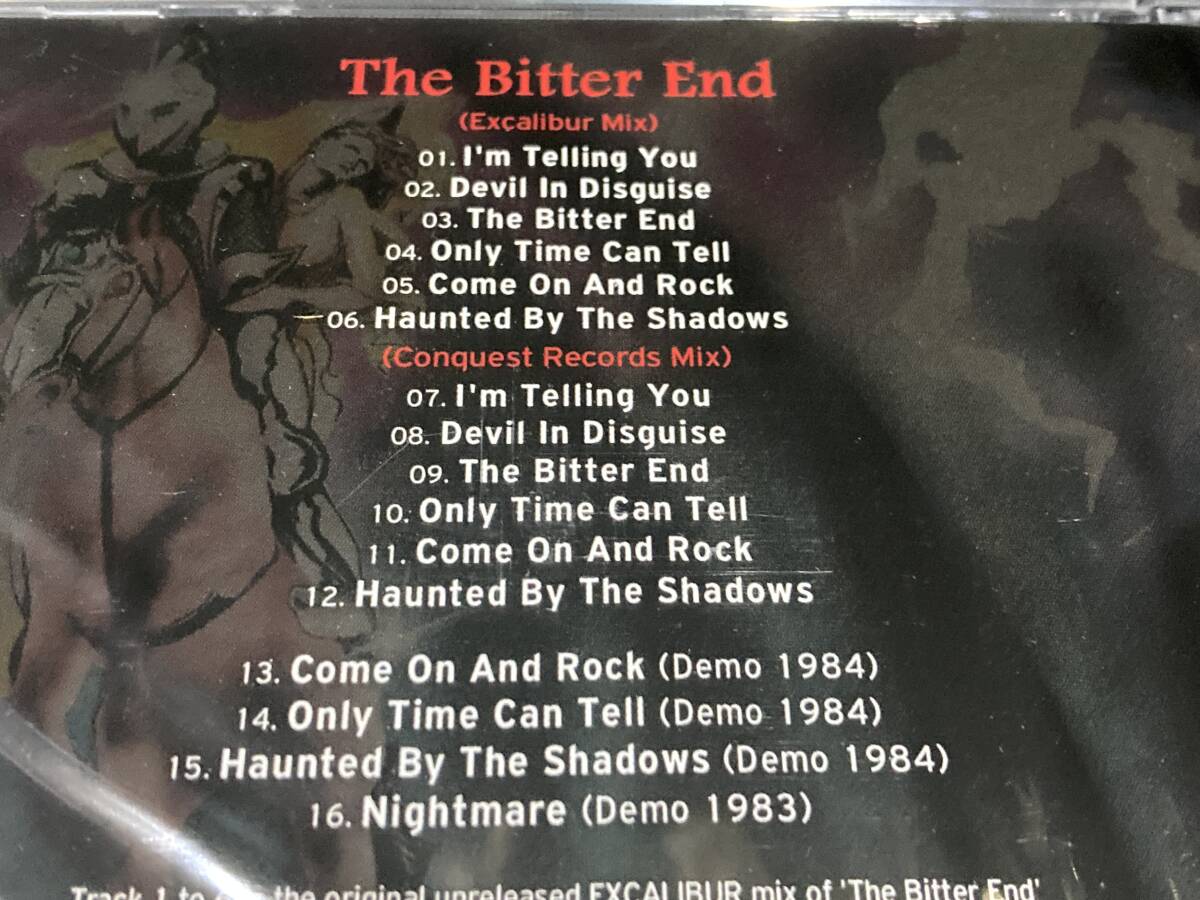 The Bitter End
(Excalibur Mix)
01. I'm Telling You
02. Devil In Disguise
03. The Bitter End
04. Only Time Can Tell
05. Come On And Rock
06. Haunted By The Shadows
(Conquest Records Mix)
07. I'm Telling You
08. Devil In Disguise
09. The Bitter End
10. Only Time Can Tell
11. Come On And Rock
12. Haunted By The Shadows
13. Come On And Rock (Demo 1984)
14. Only Time Can Tell (Demo 1984)
15. Haunted By The Shadows (Demo 1984)
16. Nightmare (Demo 1983)
Track 1 to the original unreleased EXCALIBUR mix of 'The Bitter End'